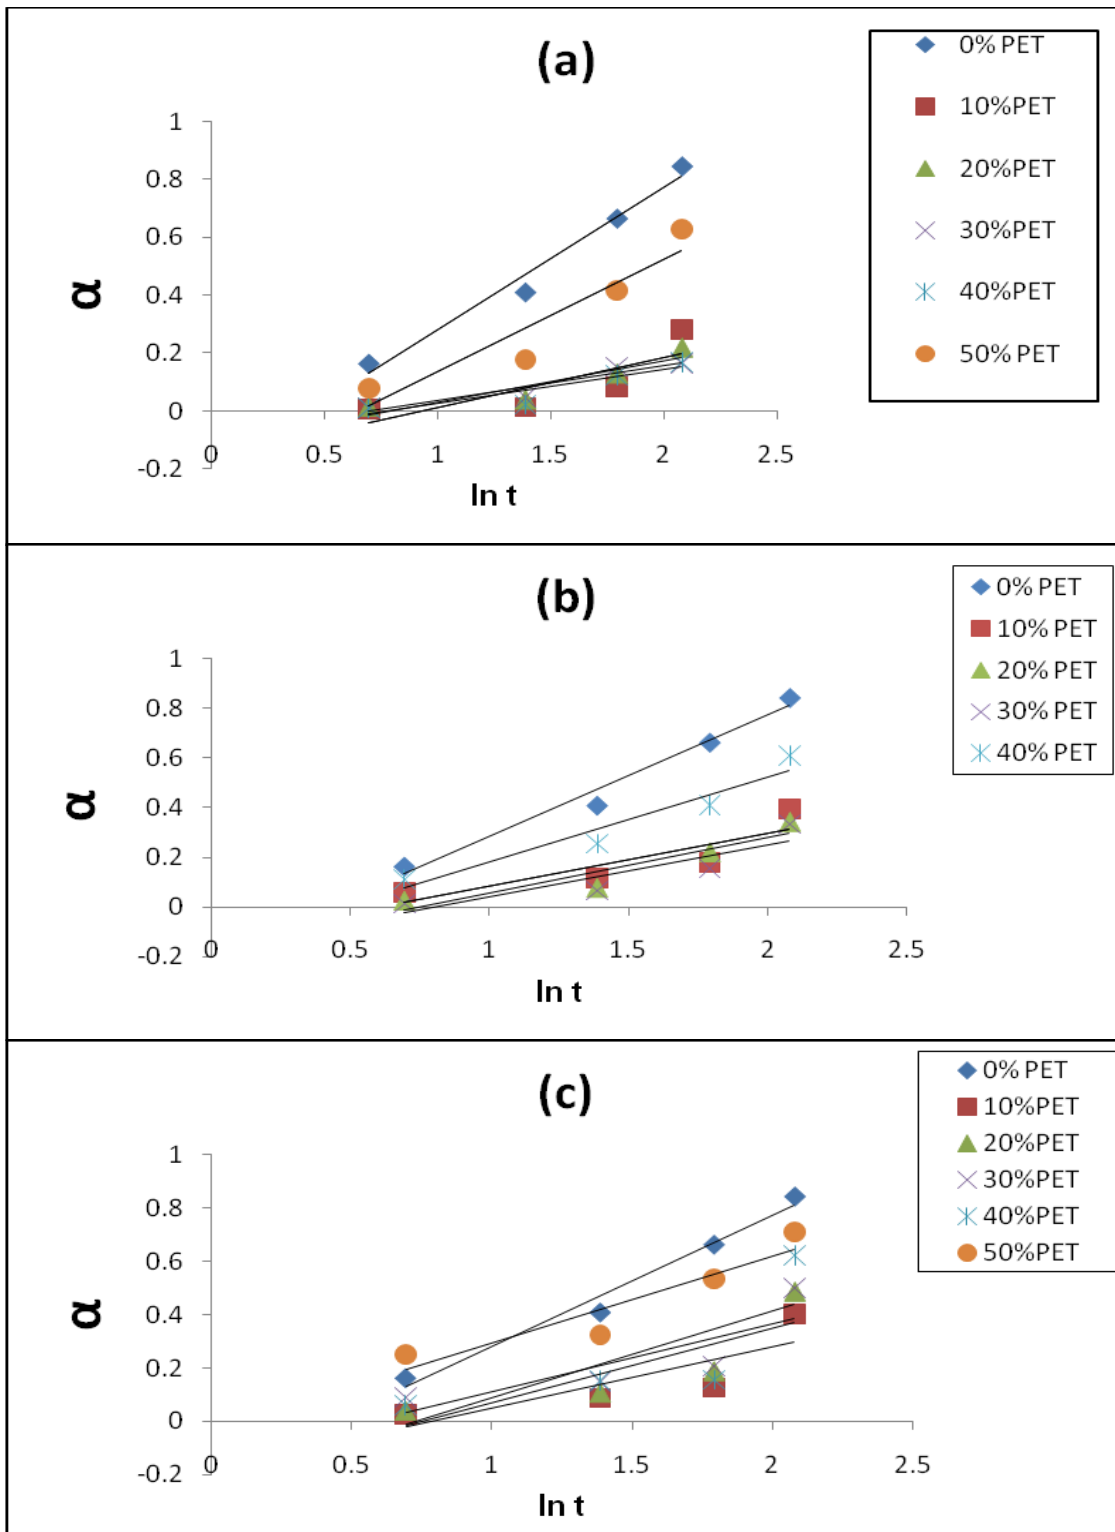 (a)
0% PET
10%PET
20%PET
30%PET
40%PET
50% PET
1
0.8
0.6
0.4
0.2
0
-0.2
0 0.5 1 1.5 2 2.5
α
ln t
(b)
0% PET
10% PET
20% PET
30% PET
40% PET
1
0.8
0.6
0.4
0.2
0
-0.2
0 0.5 1 1.5 2 2.5
α
ln t
(c)
0% PET
10%PET
20%PET
30%PET
40%PET
50%PET
1
0.8
0.6
0.4
0.2
0
-0.2
0 0.5 1 1.5 2 2.5
α
ln t